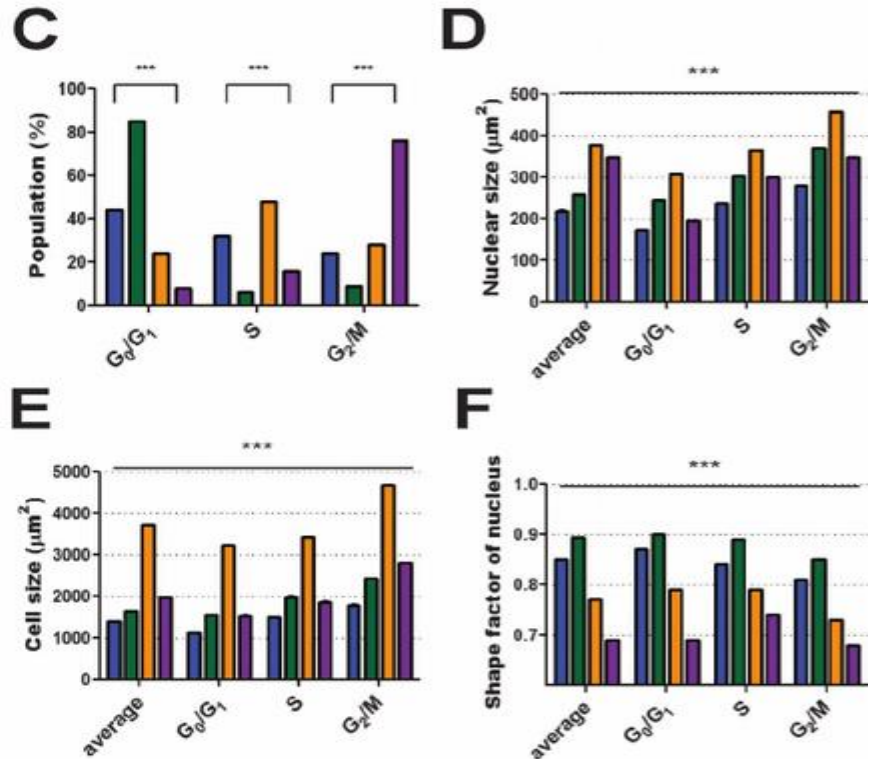 C
*** *** ***
Population (%)
100
80
60
40
20
0
G₀/G₁ S G₂/M
D
***
Nuclear size (μm²)
500
400
300
200
100
0
average G₀/G₁ S G₂/M
E
***
Cell size (μm²)
5000
4000
3000
2000
1000
0
average G₀/G₁ S G₂/M
F
***
Shape factor of nucleus
1.0
0.9
0.8
0.7
average G₀/G₁ S G₂/M